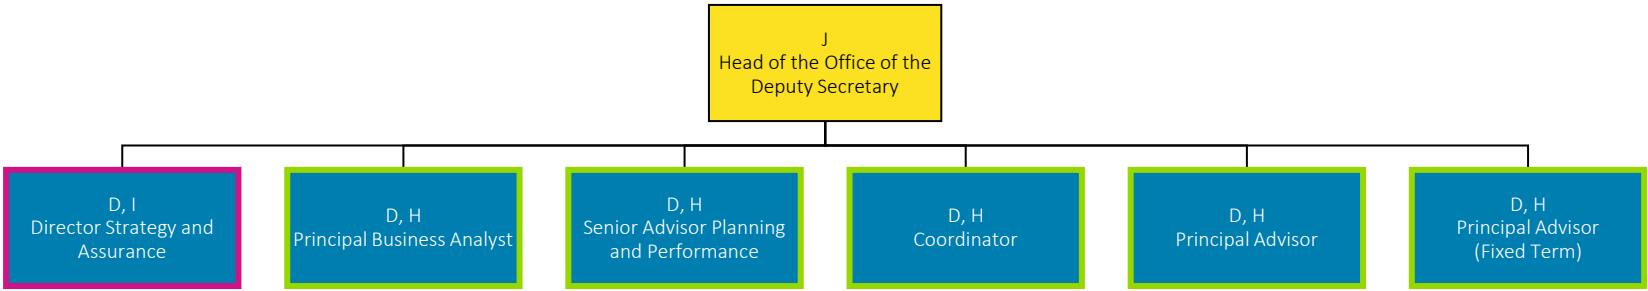 J
Head of the Office of the
Deputy Secretary
D, I
Director Strategy and
Assurance
D, H
Principal Business Analyst
D, H
Senior Advisor Planning
and Performance
D, H
Coordinator
D, H
Principal Advisor
D, H
Principal Advisor
(Fixed Term)